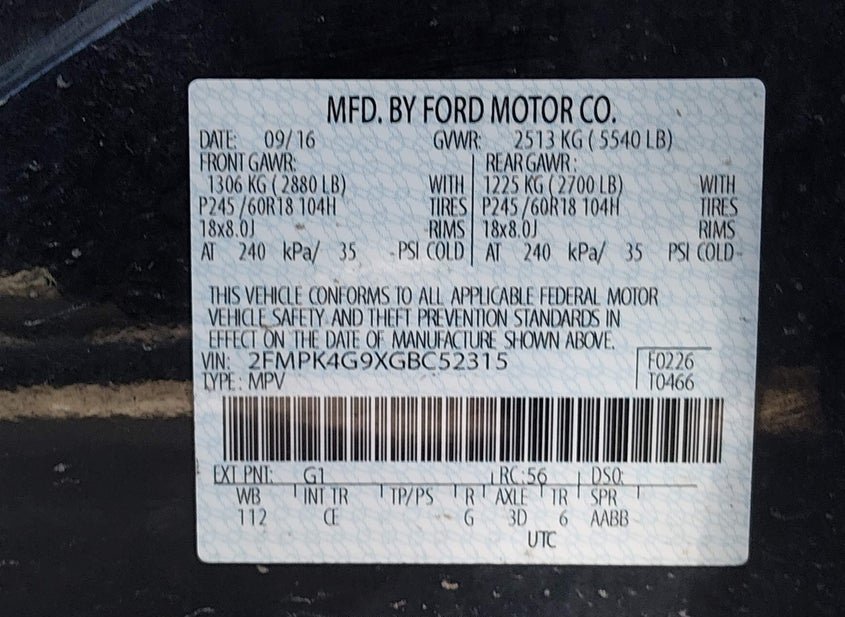 MFD. BY FORD MOTOR CO.
DATE: 09/16 GVWR: 2513 KG ( 5540 LB)
FRONT GAWR: REAR GAWR:
1306 KG ( 2880 LB) WITH 1225 KG ( 2700 LB) WITH
P245 /60R18 104H TIRES P245 /60R18 104H TIRES
18x8.0J RIMS 18x8.0J RIMS
AT 240 kPa/ 35 PSI COLD AT 240 kPa/ 35 PSI COLD
THIS VEHICLE CONFORMS TO ALL APPLICABLE FEDERAL MOTOR
VEHICLE SAFETY AND THEFT PREVENTION STANDARDS IN
EFFECT ON THE DATE OF MANUFACTURE SHOWN ABOVE.
VIN: 2FMPK4G9XGBC52315 F0226
TYPE: MPV T0466
EXT PNT: G1 RC:56 DSO:
WB INT TR TP/PS R AXLE TR SPR
112 CE G 3D 6 AABB
UTC